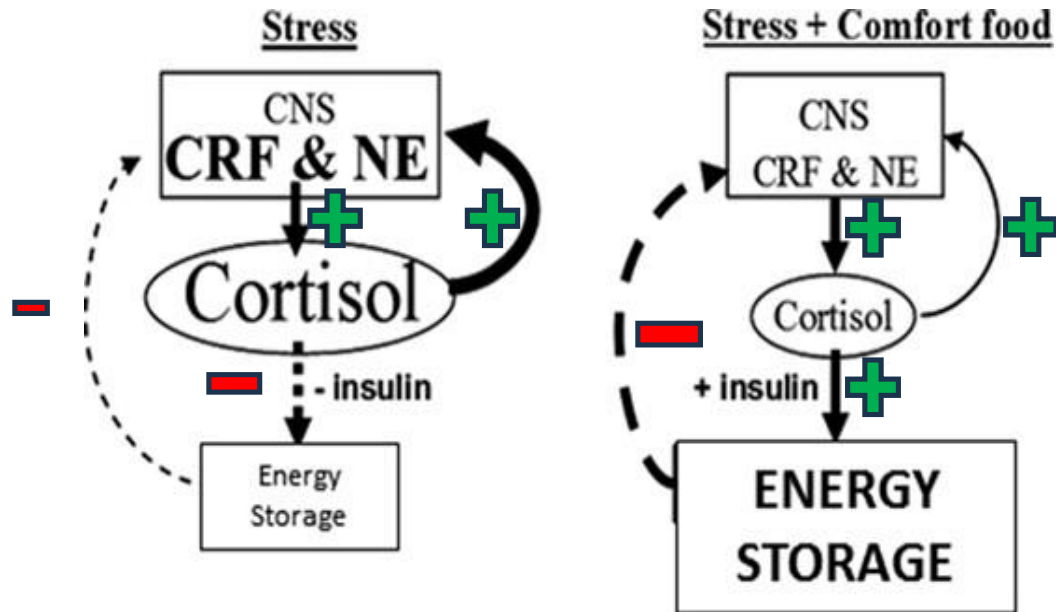 Stress
CNS
CRF & NE
Cortisol
- insulin
Energy
Storage
Stress + Comfort food
CNS
CRF & NE
Cortisol
+ insulin
ENERGY
STORAGE